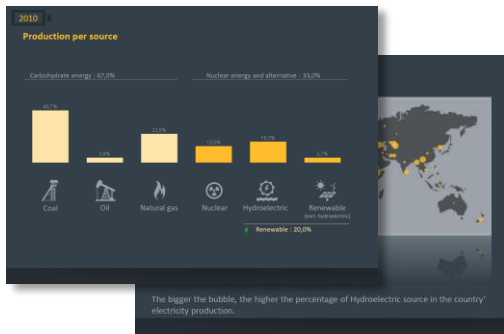 2010
Production per source
Carbohydrate energy : 67,0%
Nuclear energy and alternative : 33,0%
Coal
Oil
Natural gas
Nuclear
Hydroelectric
Renewable
(excl. hydroelectric)
Renewable : 20,0%
The bigger the bubble, the higher the percentage of Hydroelectric source in the country'
electricity production.